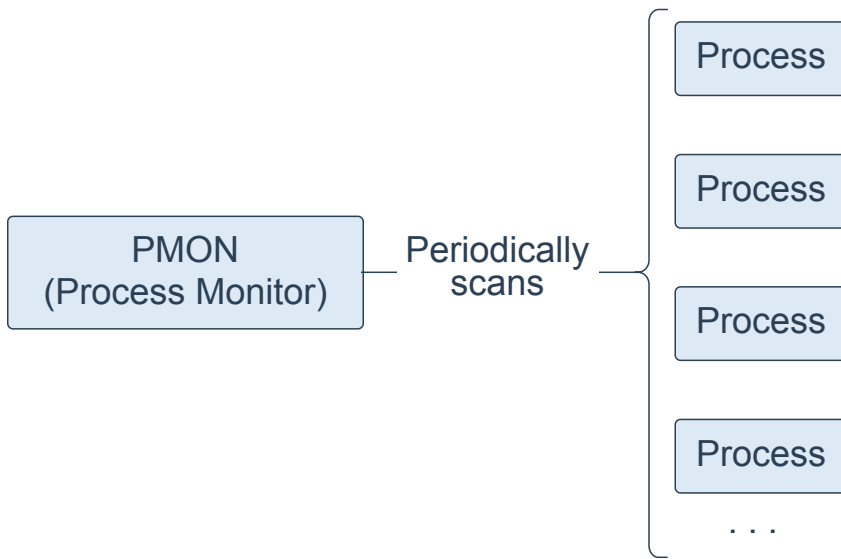 PMON
(Process Monitor)
Periodically
scans
Process
Process
Process
Process
. . .